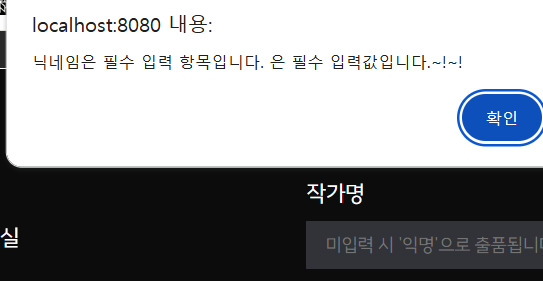 localhost:8080 내용:
닉네임은 필수 입력 항목입니다. 은 필수 입력값입니다.~!~!
확인
작가명
실
미입력 시 '익명'으로 출품됩니